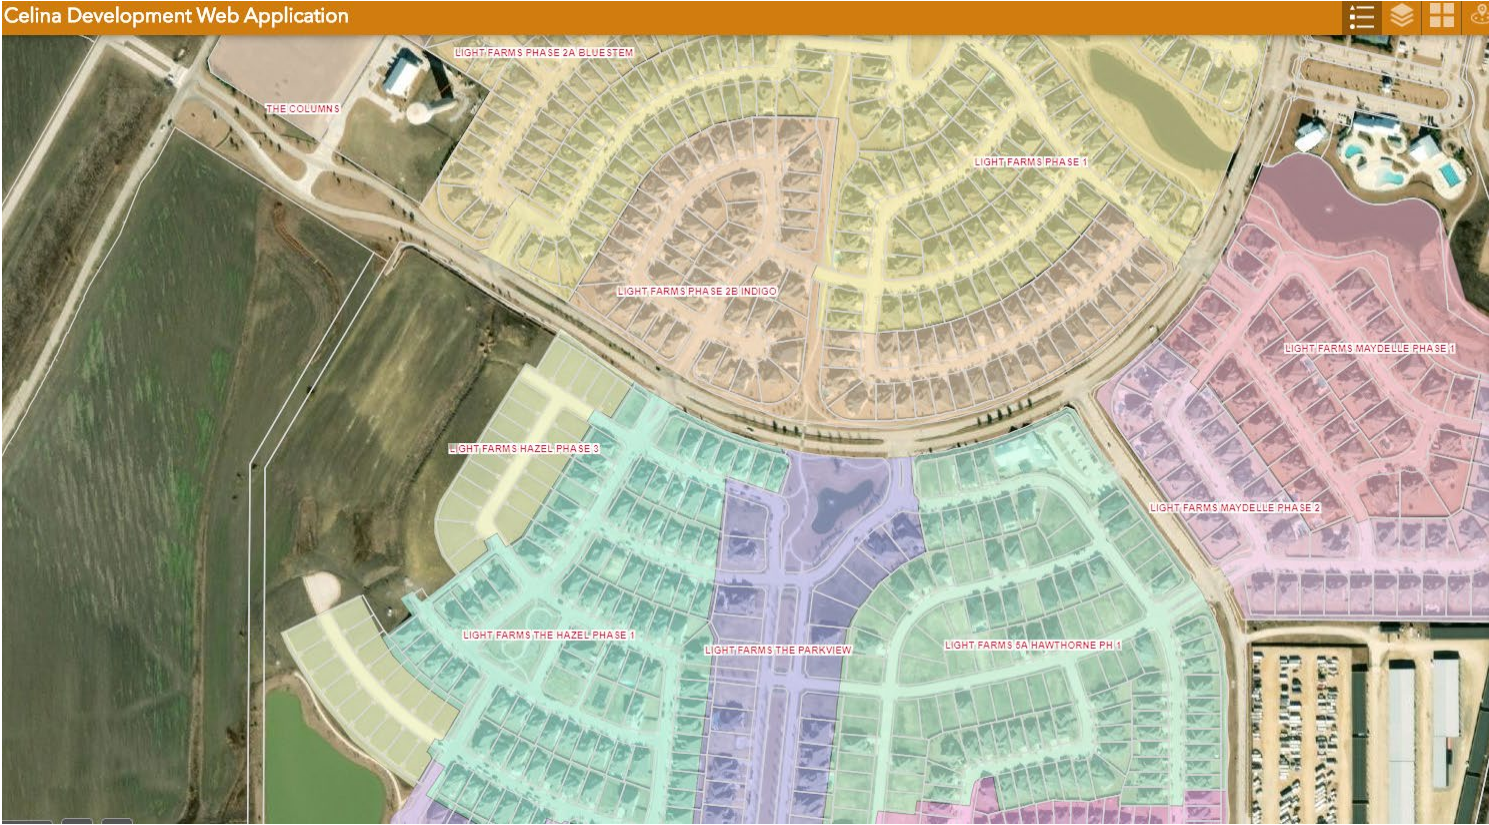 Celina Development Web Application
LIGHT FARMS PHASE 2A BLUESTEM
THE COLUMNS
LIGHT FARMS PHASE 1
LIGHT FARMS PHASE 2B INDIGO
LIGHT FARMS MAYDELLE PHASE 1
LIGHT FARMS HAZEL PHASE 3
LIGHT FARMS MAYDELLE PHASE 2
LIGHT FARMS THE HAZEL PHASE 1
LIGHT FARMS THE PARKVIEW
LIGHT FARMS 5A HAWTHORNE PH 1